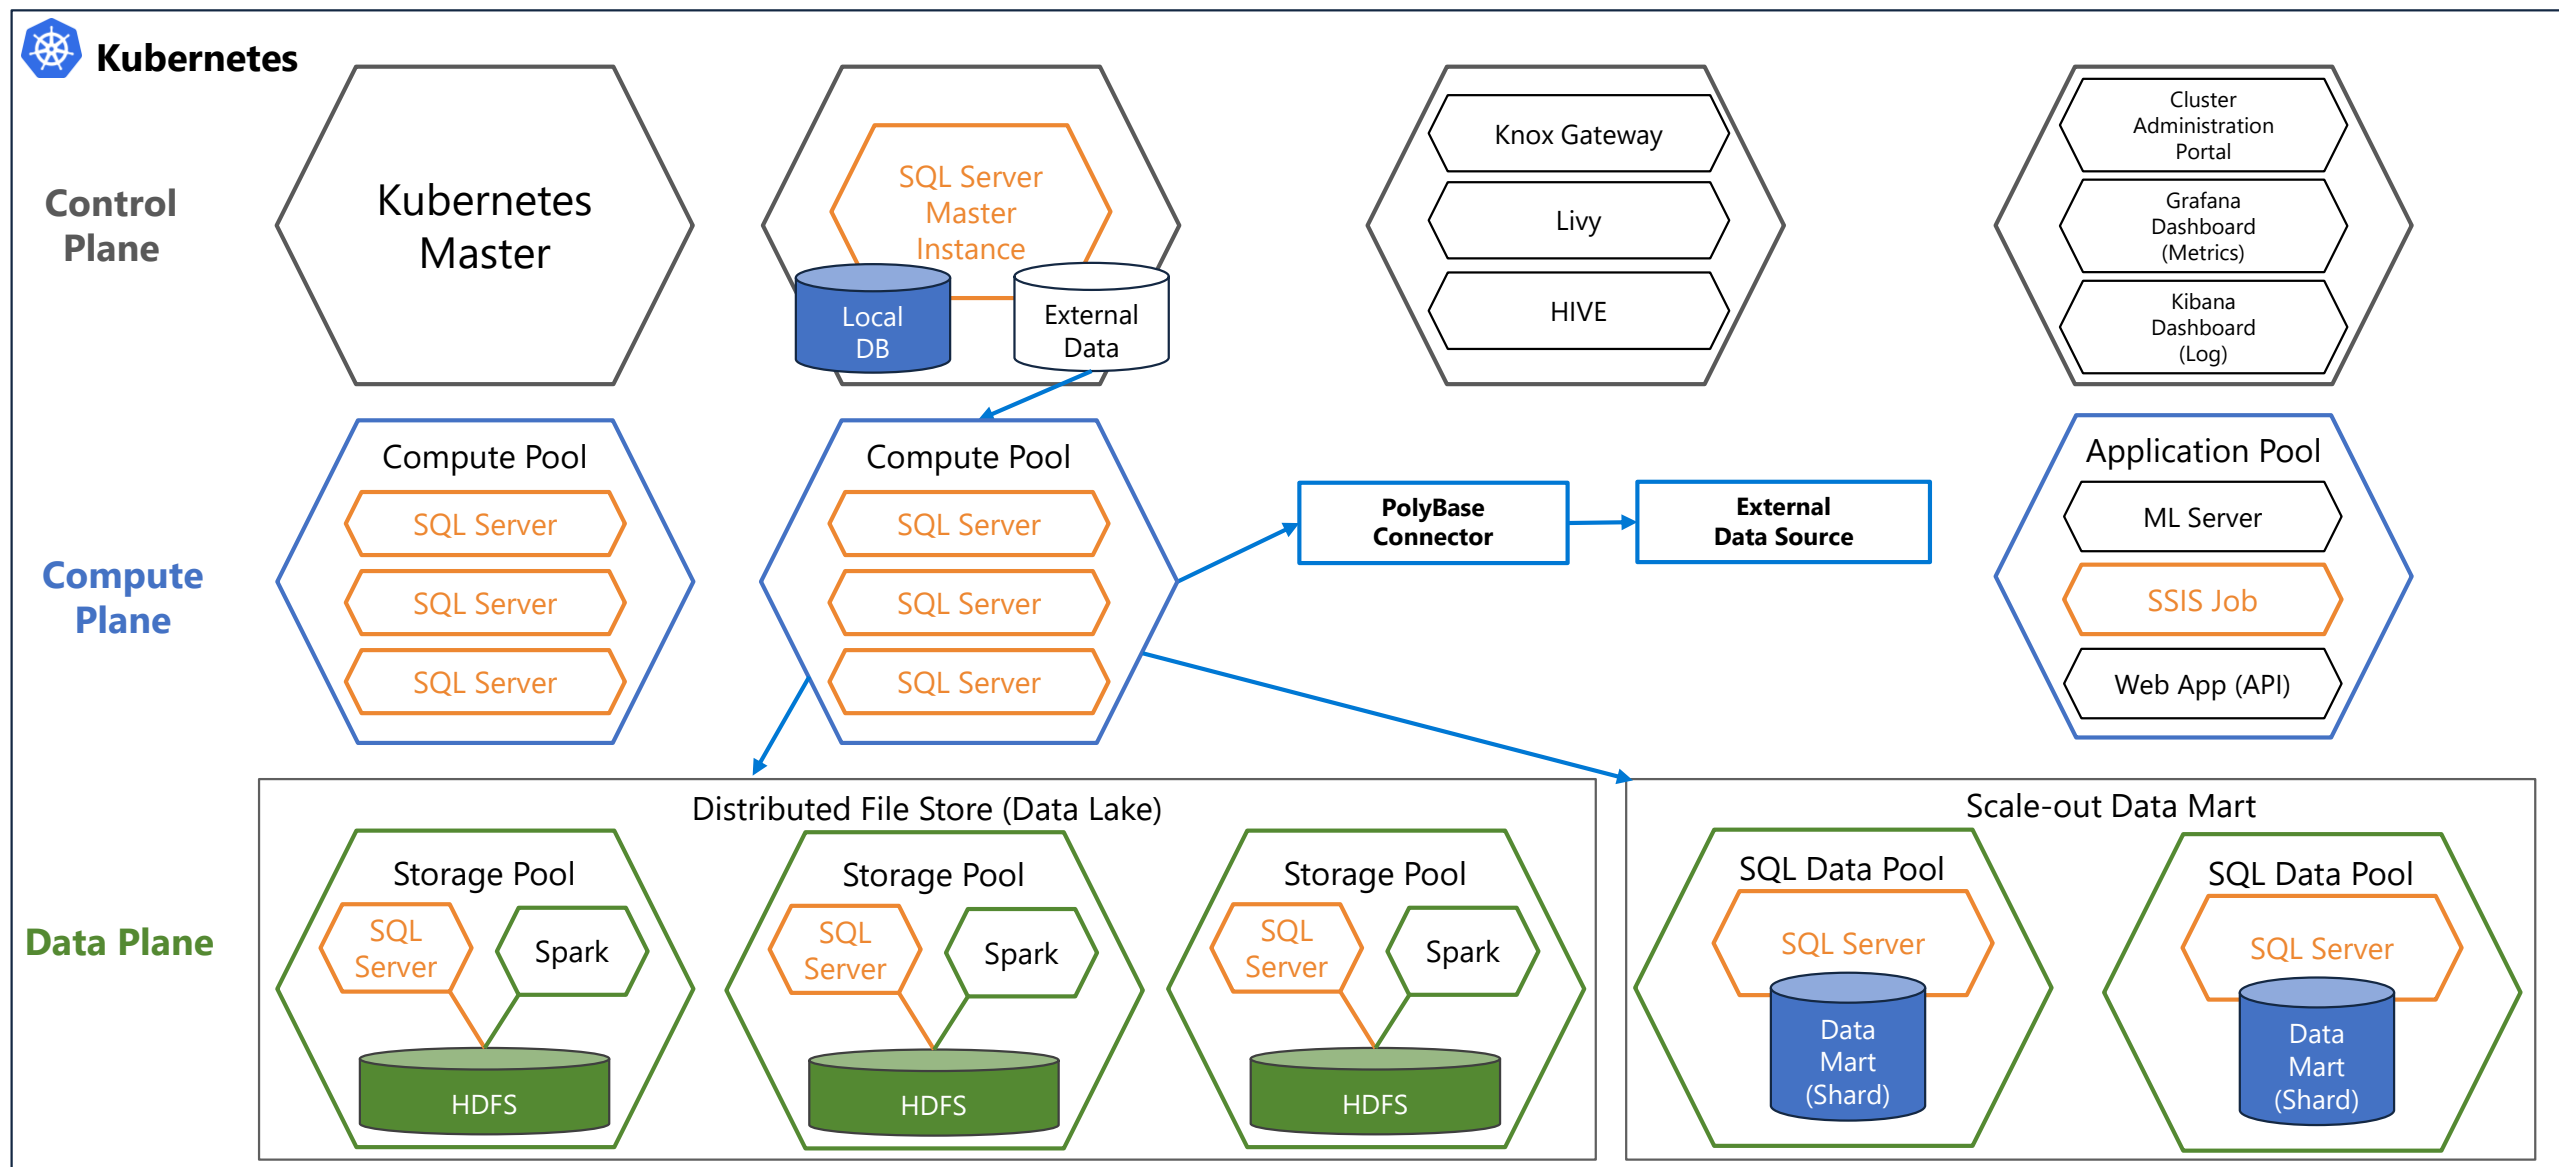 Kubernetes
Control
Plane
Kubernetes
Master
SQL Server
Master
Instance
Local
DB
External
Data
Knox Gateway
Livy
HIVE
Cluster
Administration
Portal
Grafana
Dashboard
(Metrics)
Kibana
Dashboard
(Log)
Compute
Plane
Compute Pool
SQL Server
SQL Server
SQL Server
Compute Pool
SQL Server
SQL Server
SQL Server
PolyBase
Connector
External
Data Source
Application Pool
ML Server
SSIS Job
Web App (API)
Data Plane
Distributed File Store (Data Lake)
Storage Pool
SQL
Server
Spark
HDFS
Storage Pool
SQL
Server
Spark
HDFS
Storage Pool
SQL
Server
Spark
HDFS
Scale-out Data Mart
SQL Data Pool
SQL Server
Data
Mart
(Shard)
SQL Data Pool
SQL Server
Data
Mart
(Shard)